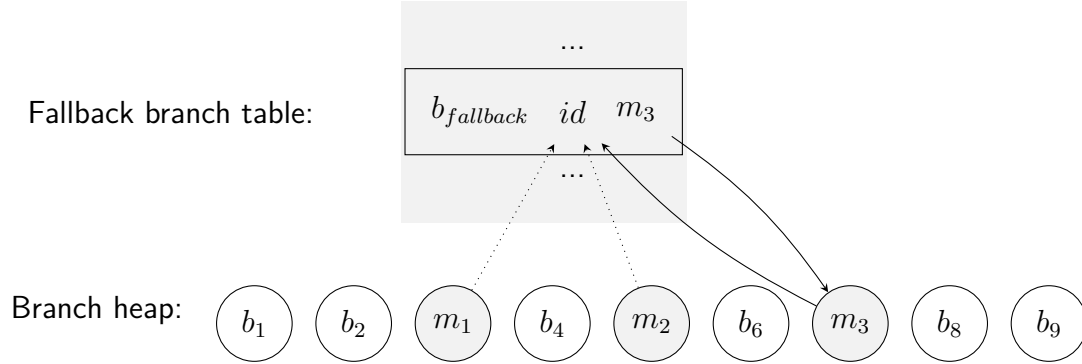 ...
Fallback branch table: b_fallback id m_3
...
Branch heap: b_1 b_2 m_1 b_4 m_2 b_6 m_3 b_8 b_9